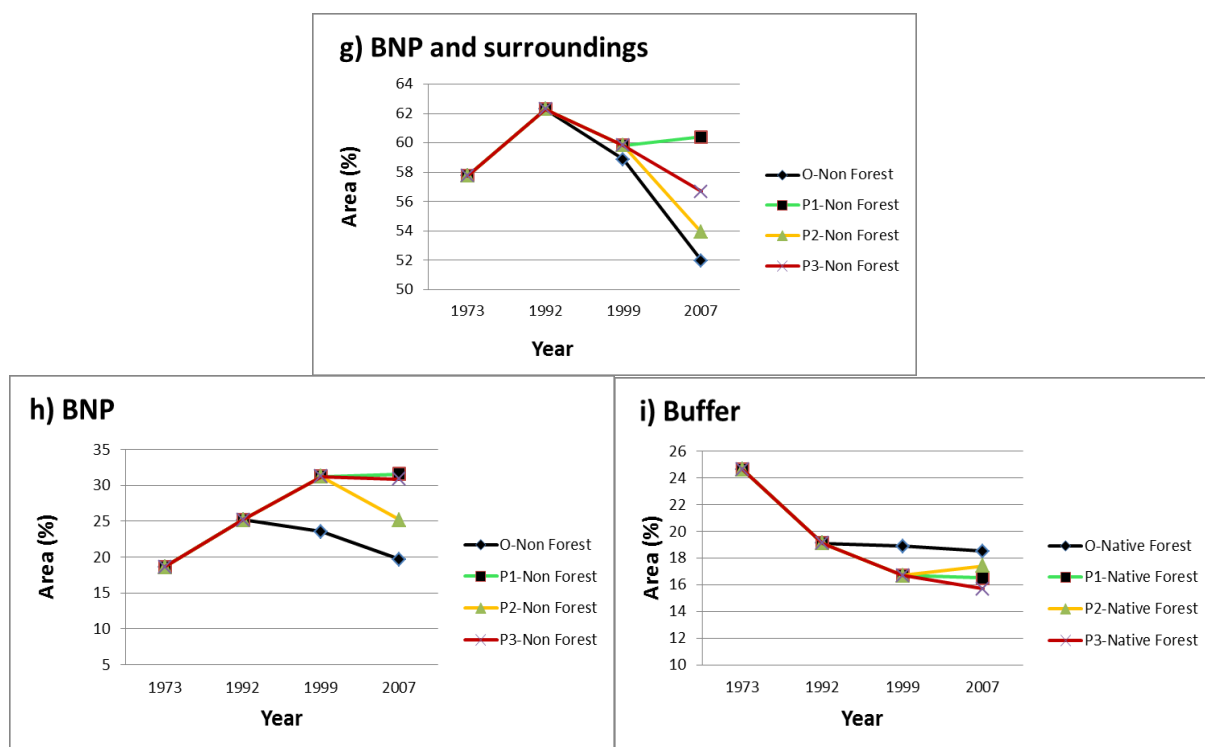 g) BNP and surroundings
64
62
60
58
56
54
52
50
Area (%)
1973 1992 1999 2007
Year
O-Non Forest
P1-Non Forest
P2-Non Forest
P3-Non Forest
h) BNP
35
30
25
20
15
10
5
Area (%)
1973 1992 1999 2007
Year
O-Non Forest
P1-Non Forest
P2-Non Forest
P3-Non Forest
i) Buffer
26
24
22
20
18
16
14
12
10
Area (%)
1973 1992 1999 2007
Year
O-Native Forest
P1-Native Forest
P2-Native Forest
P3-Native Forest